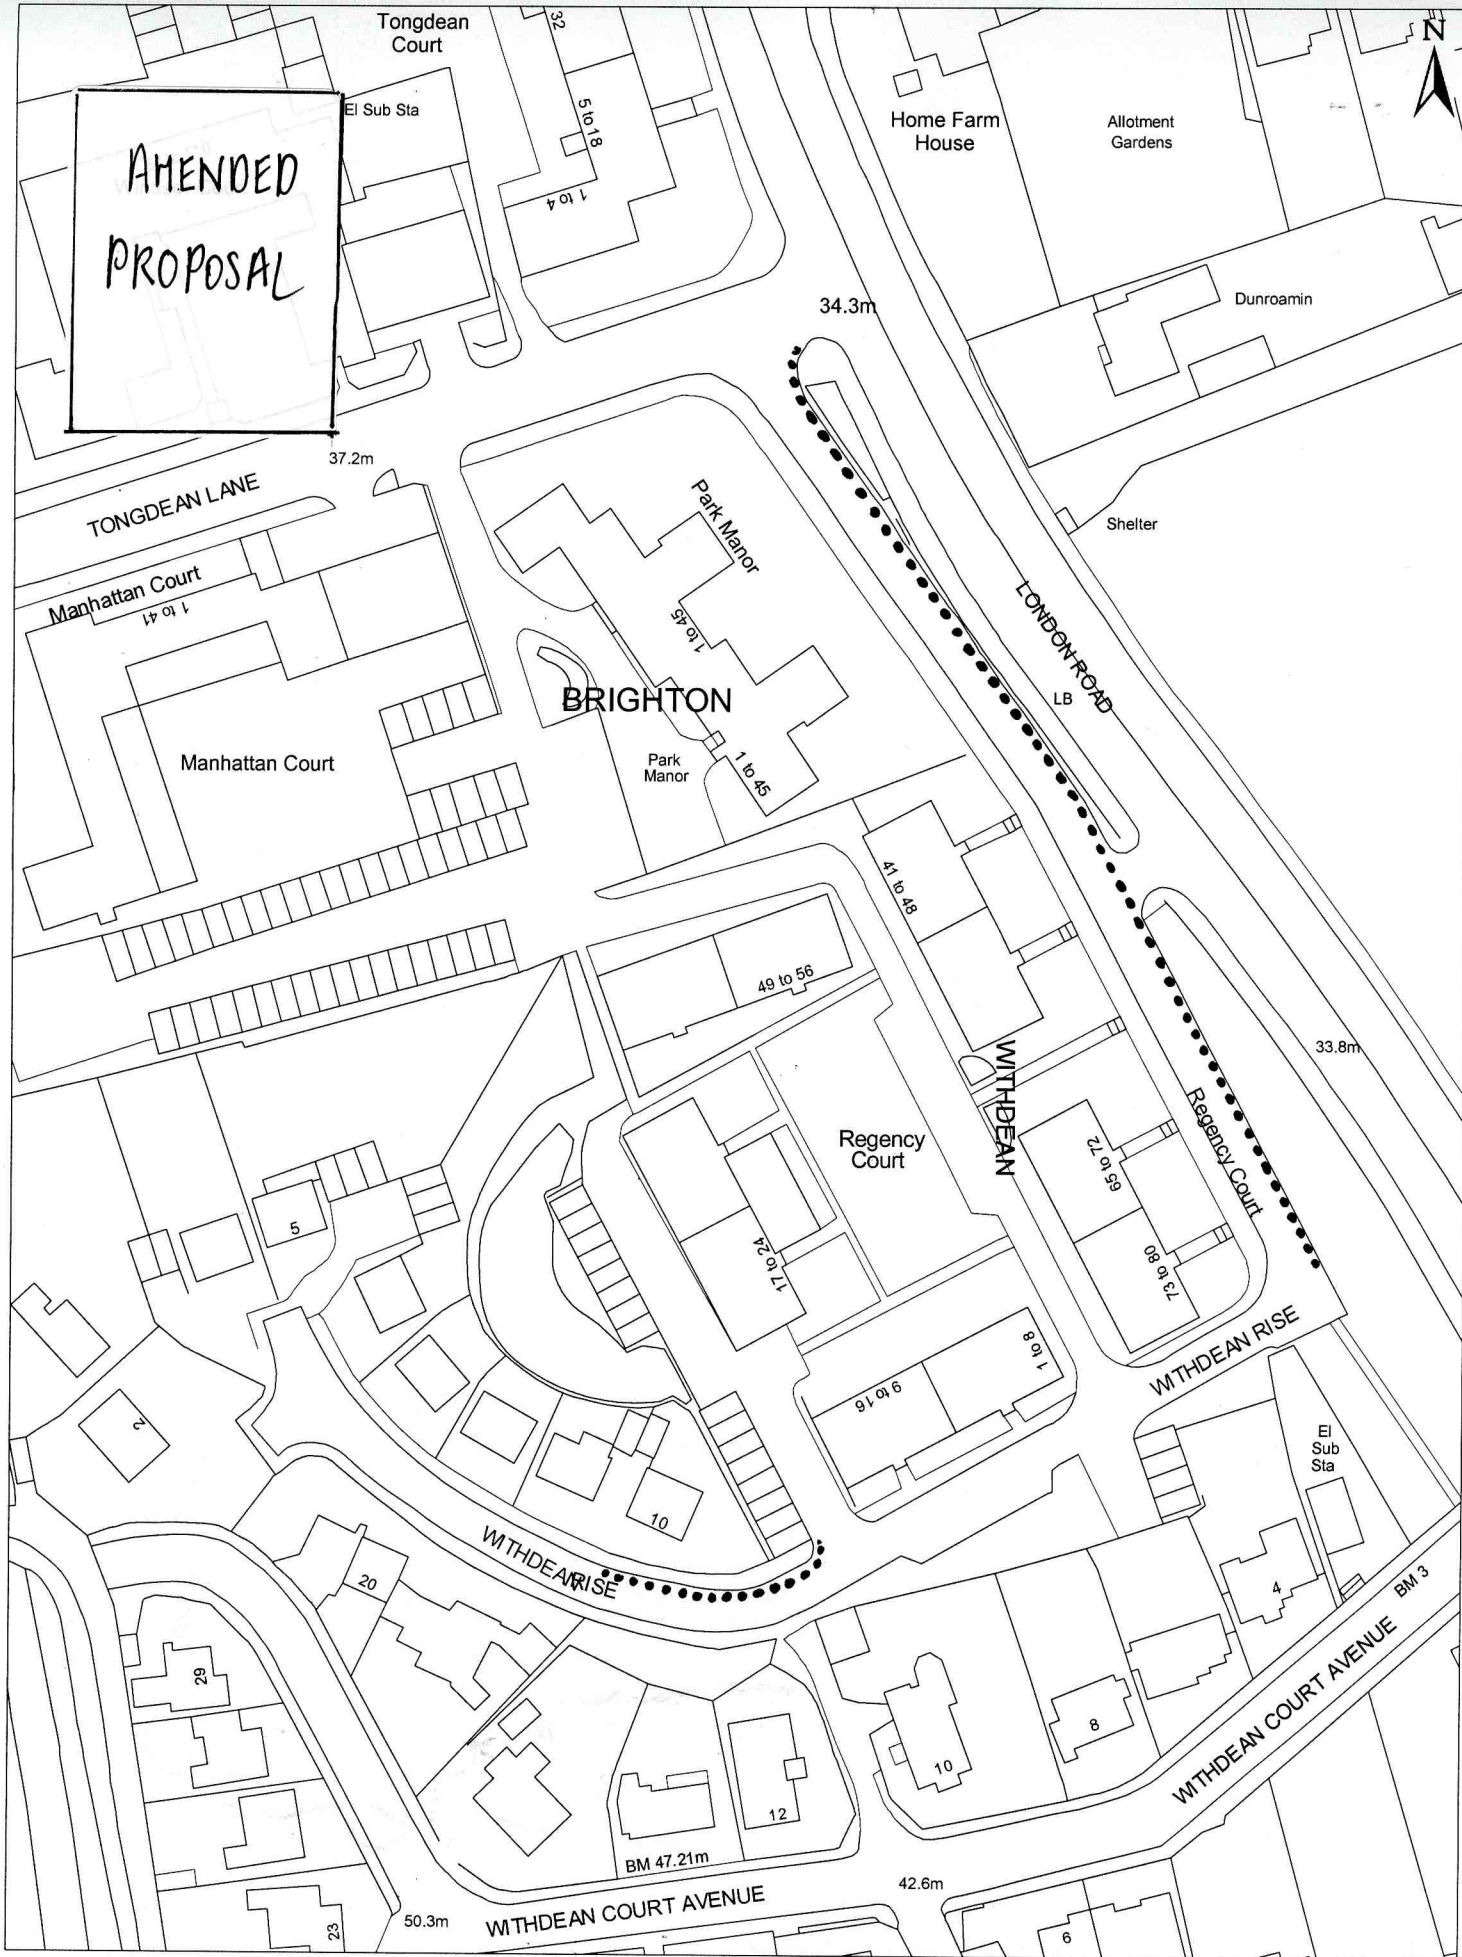 Tongdean
Court
32
N
AMENDED
PROPOSAL
El Sub Sta
5 to 18
1 to 4
Home Farm
House
Allotment
Gardens
34.3m
Dunroamin
37.2m
TONGDEAN LANE
Park Manor
Shelter
Manhattan Court
1 to 41
1 to 45
LONDON ROAD
LB
BRIGHTON
Manhattan Court
Park
Manor
1 to 45
41 to 48
49 to 56
33.8m
WITHDEAN
Regency Court
Regency
Court
65 to 72
17 to 24
5
73 to 80
WITHDEAN RISE
1 to 8
9 to 16
2
El
Sub
Sta
10
WITHDEAN RISE
20
4
BM 3
29
8
10
WITHDEAN COURT AVENUE
12
BM 47.21m
42.6m
50.3m
WITHDEAN COURT AVENUE
23
6